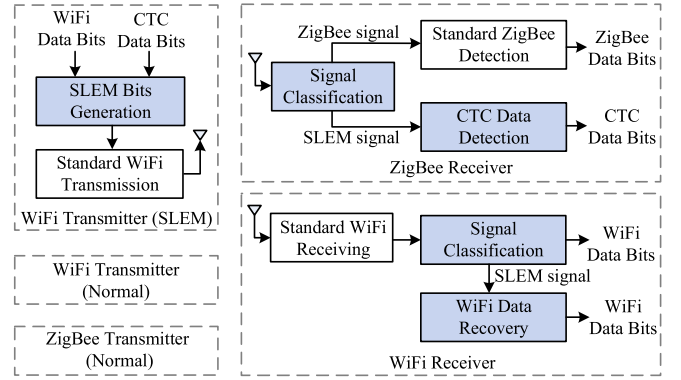 WiFi
Data Bits
CTC
Data Bits
SLEM Bits
Generation
Standard WiFi
Transmission
WiFi Transmitter (SLEM)
WiFi Transmitter
(Normal)
ZigBee Transmitter
(Normal)
ZigBee signal
Signal
Classification
SLEM signal
Standard ZigBee
Detection
ZigBee
Data Bits
CTC Data
Detection
CTC
Data Bits
ZigBee Receiver
Standard WiFi
Receiving
Signal
Classification
WiFi
Data Bits
SLEM signal
WiFi Data
Recovery
WiFi
Data Bits
WiFi Receiver